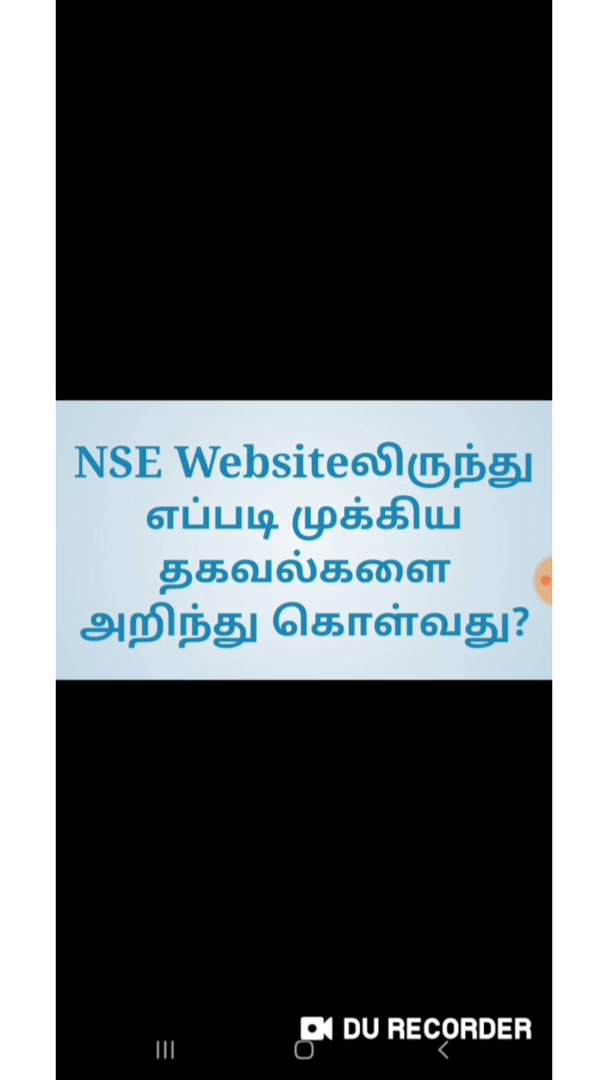 NSE Websiteலிருந்து
எப்படி முக்கிய
தகவல்களை
அறிந்து கொள்வது?
DU RECORDER